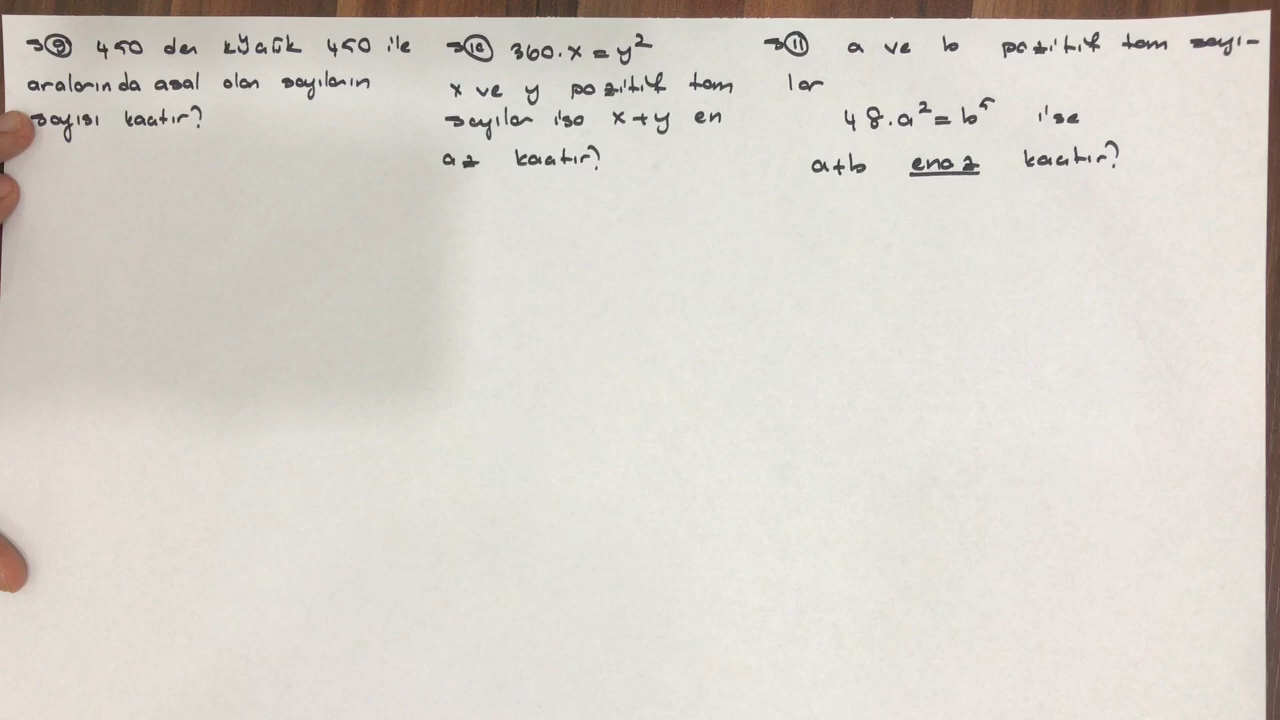 →⑨ 450 den küçük 450 ile
aralarında asal olan sayıların
sayısı kaçtır?
→⑩ 360.x = y²
x ve y pozitif tam
sayılar ise x+y en
az kaçtır?
→⑪ a ve b pozitif tam sayı-
lar
48.a² = b⁵ ise
a+b en az kaçtır?